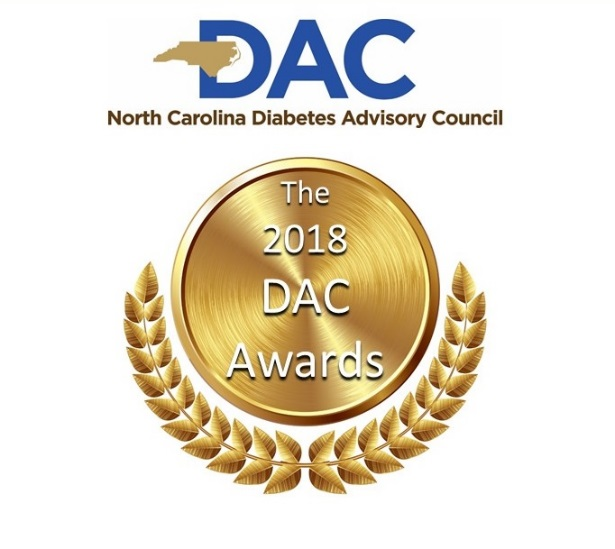 DAC
North Carolina Diabetes Advisory Council
The
2018
DAC
Awards